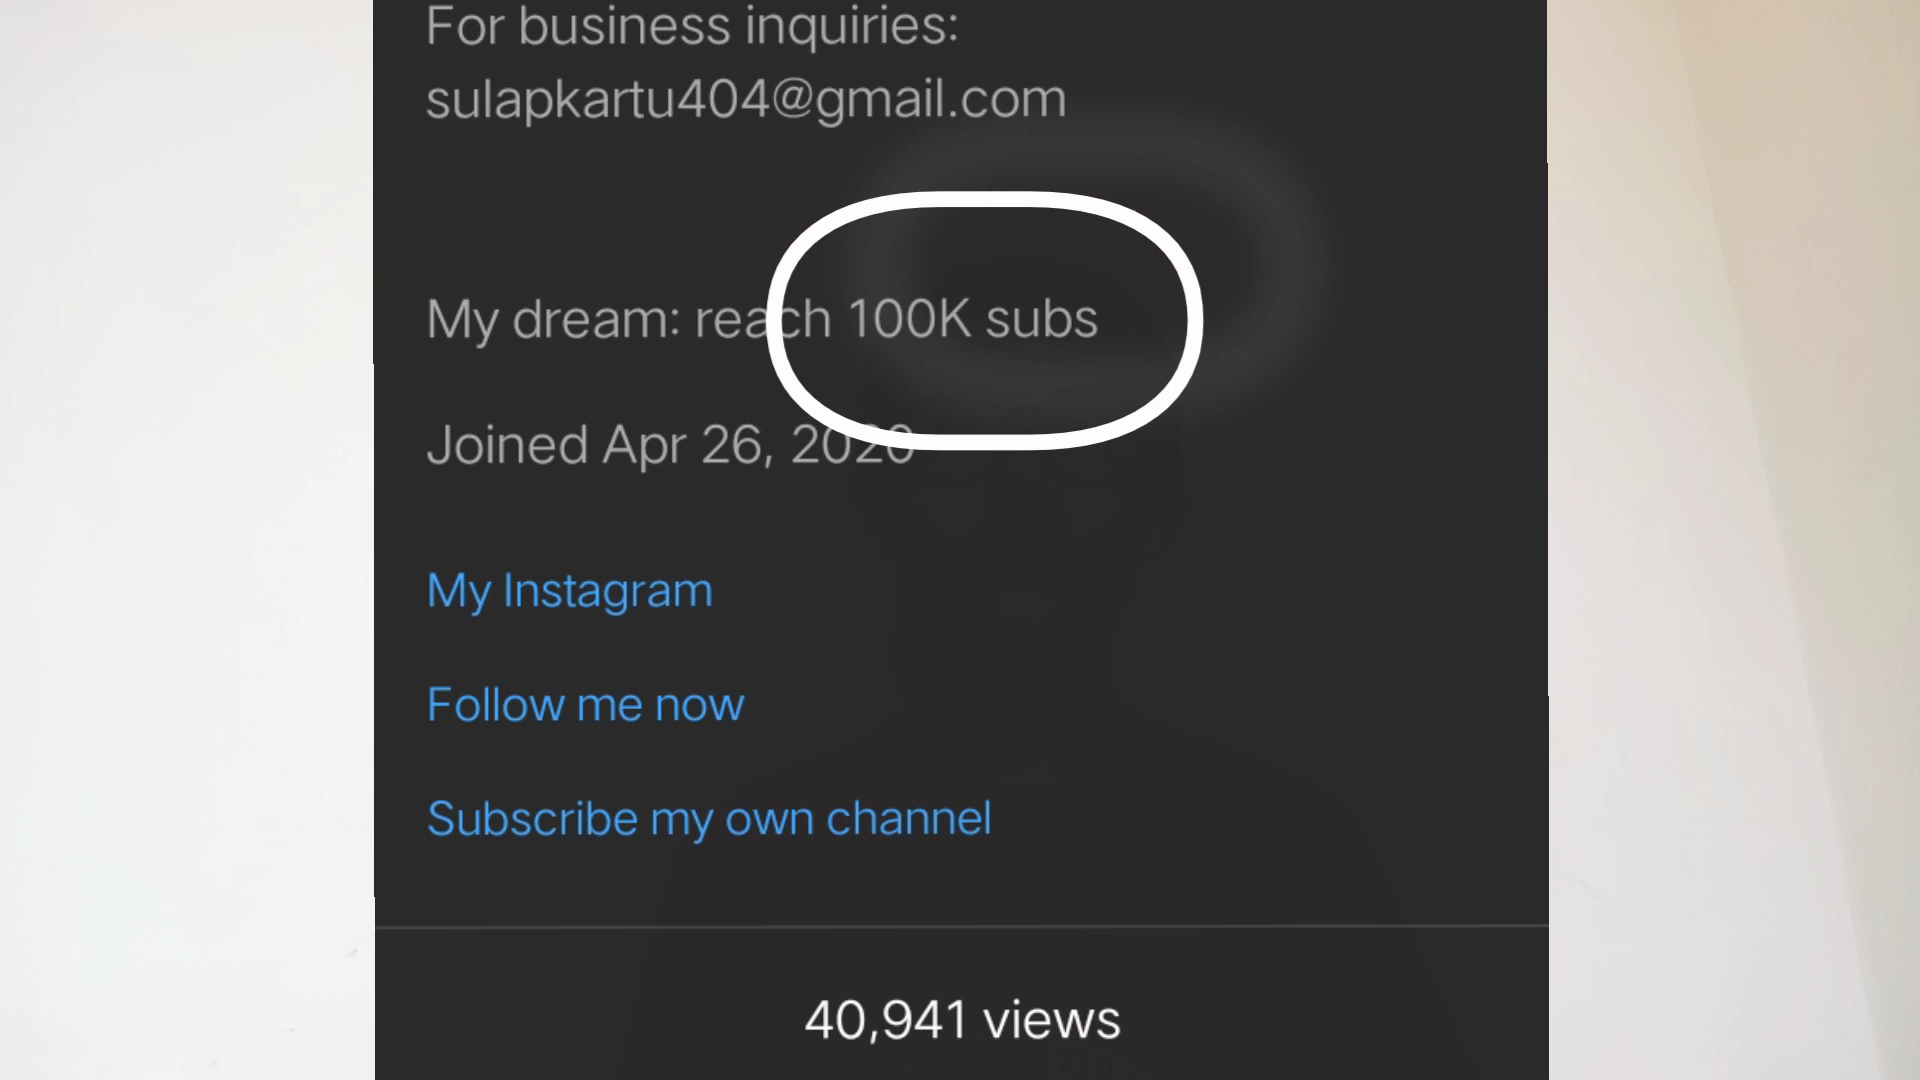 For business inquiries:
sulapkartu404@gmail.com
My dream: reach 100K subs
Joined Apr 26, 2020
My Instagram
Follow me now
Subscribe my own channel
40,941 views